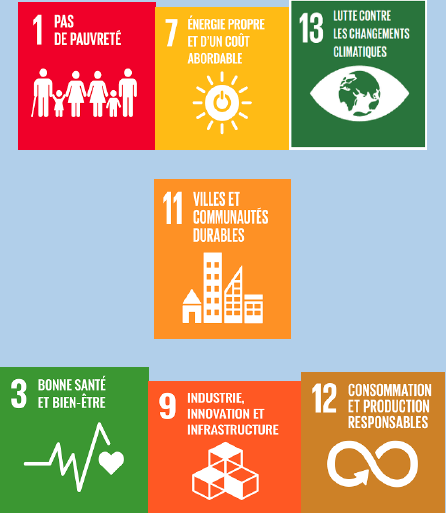 1 PAS
DE PAUVRETÉ
7 ÉNERGIE PROPRE
ET D'UN COÛT
ABORDABLE
13 LUTTE CONTRE
LES CHANGEMENTS
CLIMATIQUES
11 VILLES ET
COMMUNAUTÉS
DURABLES
3 BONNE SANTÉ
ET BIEN-ÊTRE
9 INDUSTRIE,
INNOVATION ET
INFRASTRUCTURE
12 CONSOMMATION
ET PRODUCTION
RESPONSABLES